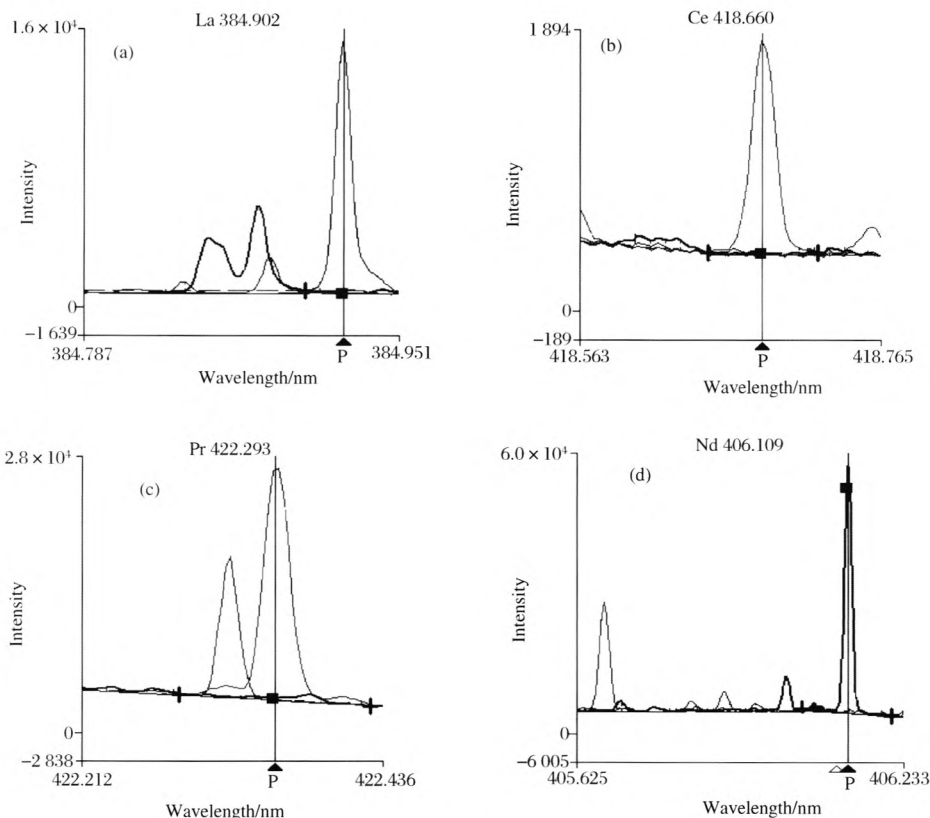 La 384.902
1.6 × 10⁴
(a)
Intensity
0
−1 639
384.787
P
384.951
Wavelength/nm
Ce 418.660
1 894
(b)
Intensity
0
−189
418.563
P
418.765
Wavelength/nm
Pr 422.293
2.8 × 10⁴
(c)
Intensity
0
−2 838
422.212
P
422.436
Wavelength/nm
Nd 406.109
6.0 × 10⁴
(d)
Intensity
0
−6 005
405.625
P
406.233
Wavelength/nm